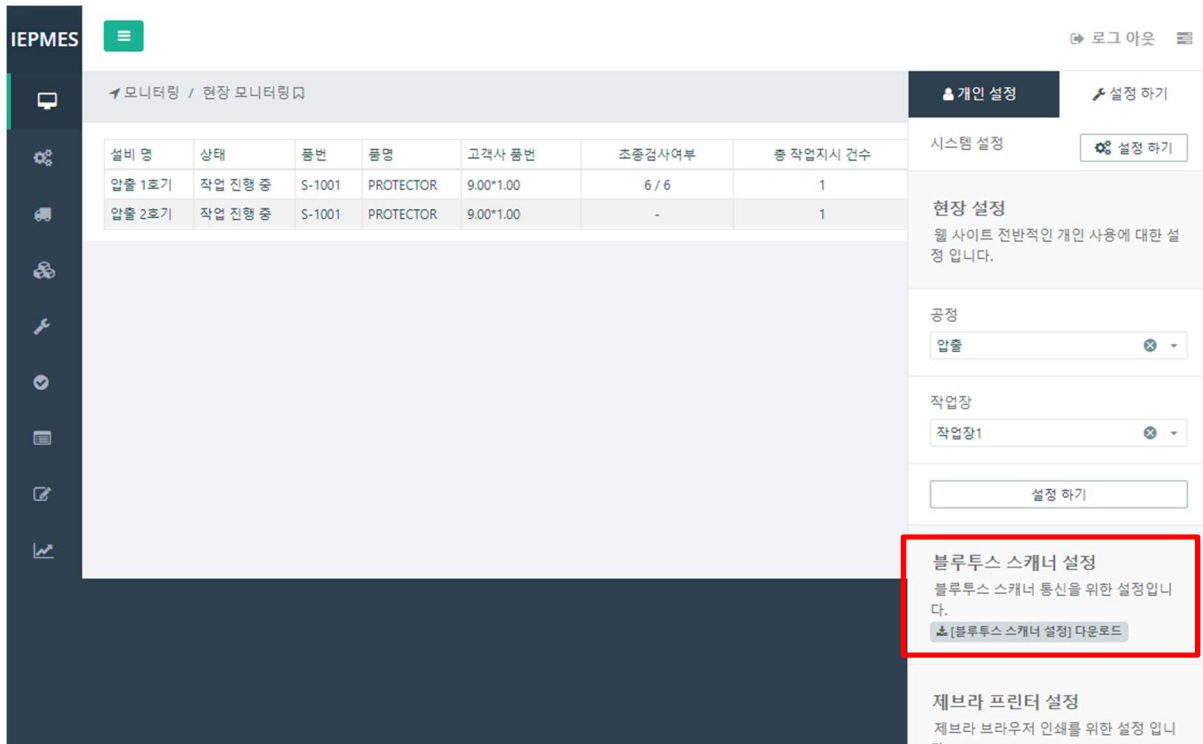 IEPMES
로그 아웃
모니터링 / 현장 모니터링
설비 명 상태 품번 품명 고객사 품번 초종검사여부 총 작업지시 건수
압출 1호기 작업 진행 중 S-1001 PROTECTOR 9.00*1.00 6 / 6 1
압출 2호기 작업 진행 중 S-1001 PROTECTOR 9.00*1.00 - 1
개인 설정 설정 하기
시스템 설정 설정 하기
현장 설정
웹 사이트 전반적인 개인 사용에 대한 설
정 입니다.
공정
압출
작업장
작업장1
설정 하기
블루투스 스캐너 설정
블루투스 스캐너 통신을 위한 설정입니
다.
[블루투스 스캐너 설정] 다운로드
제브라 프린터 설정
제브라 브라우저 인쇄를 위한 설정 입니